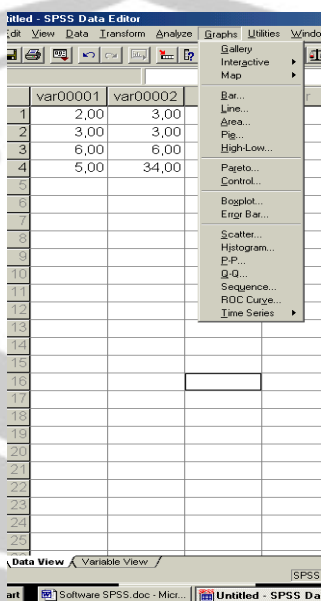 titled - SPSS Data Editor
Edit View Data Transform Analyze Graphs Utilities Windo
Gallery
Interactive
Map
Bar...
Line...
Area...
Pie...
High-Low...
Pareto...
Control...
Boxplot...
Error Bar...
Scatter...
Histogram...
P-P...
Q-Q...
Sequence...
ROC Curve...
Time Series
var00001 var00002 r
1 2,00 3,00
2 3,00 3,00
3 6,00 6,00
4 5,00 34,00
5
6
7
8
9
10
11
12
13
14
15
16
17
18
19
20
21
22
23
24
25
Data View Variable View
SPSS
art Software SPSS.doc - Micr... Untitled - SPSS Da